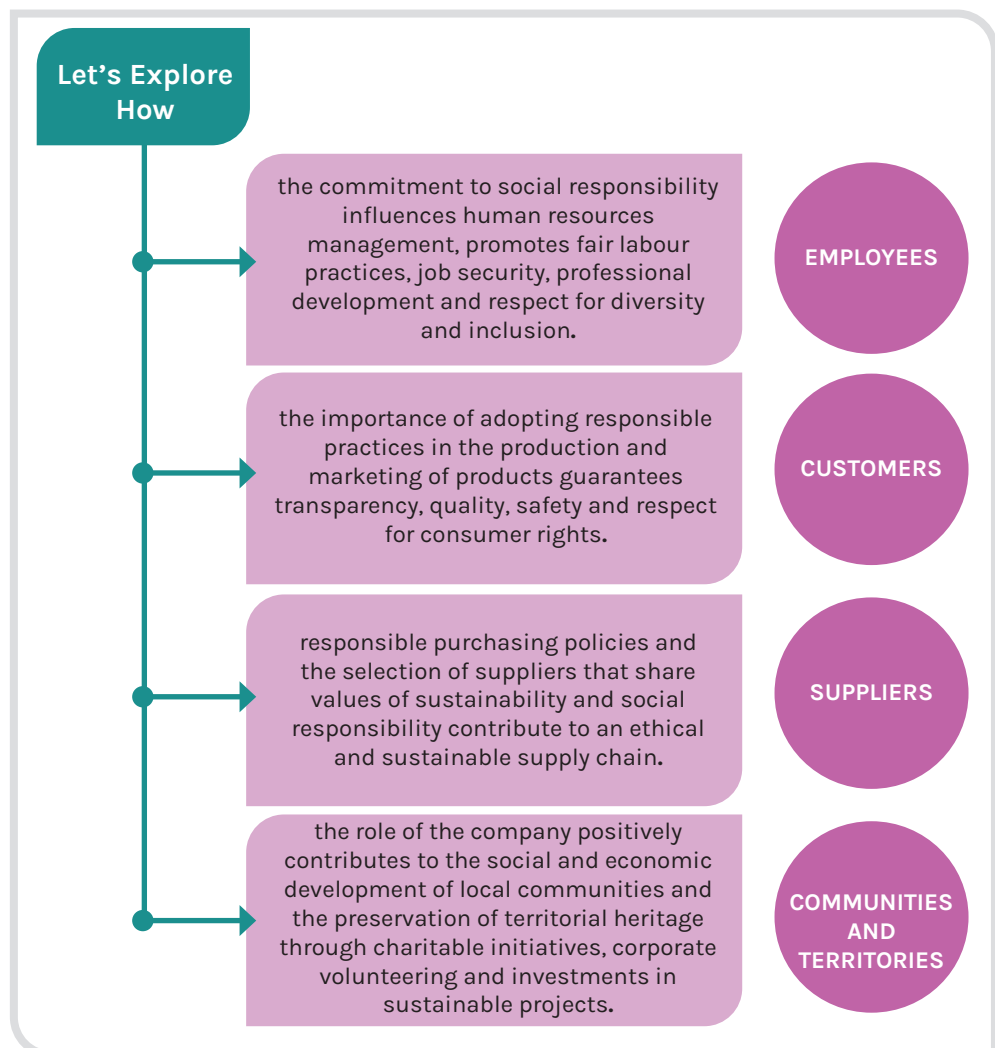 Let's Explore
How
the commitment to social responsibility
influences human resources
management, promotes fair labour
practices, job security, professional
development and respect for diversity
and inclusion.
EMPLOYEES
the importance of adopting responsible
practices in the production and
marketing of products guarantees
transparency, quality, safety and respect
for consumer rights.
CUSTOMERS
responsible purchasing policies and
the selection of suppliers that share
values of sustainability and social
responsibility contribute to an ethical
and sustainable supply chain.
SUPPLIERS
the role of the company positively
contributes to the social and economic
development of local communities and
the preservation of territorial heritage
through charitable initiatives, corporate
volunteering and investments in
sustainable projects.
COMMUNITIES
AND
TERRITORIES